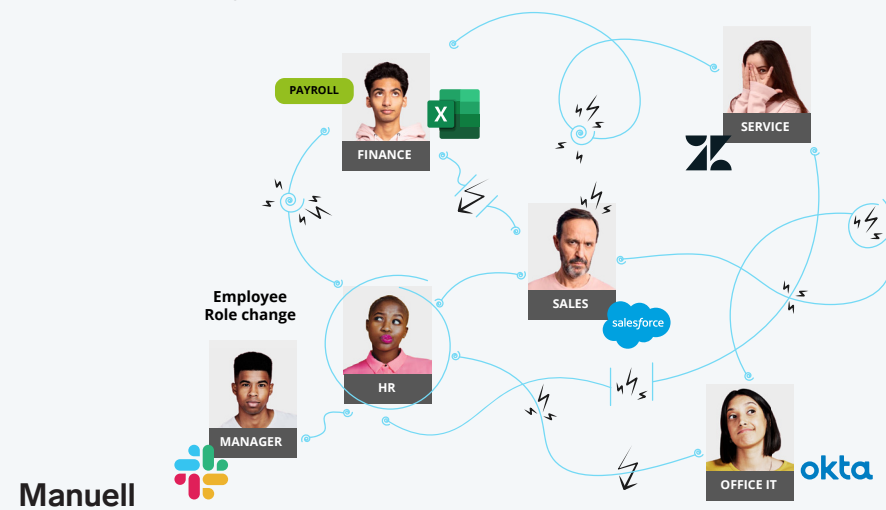 PAYROLL
X
FINANCE
SERVICE
SALES
salesforce
Employee
Role change
HR
MANAGER
OFFICE IT
okta
Manuell